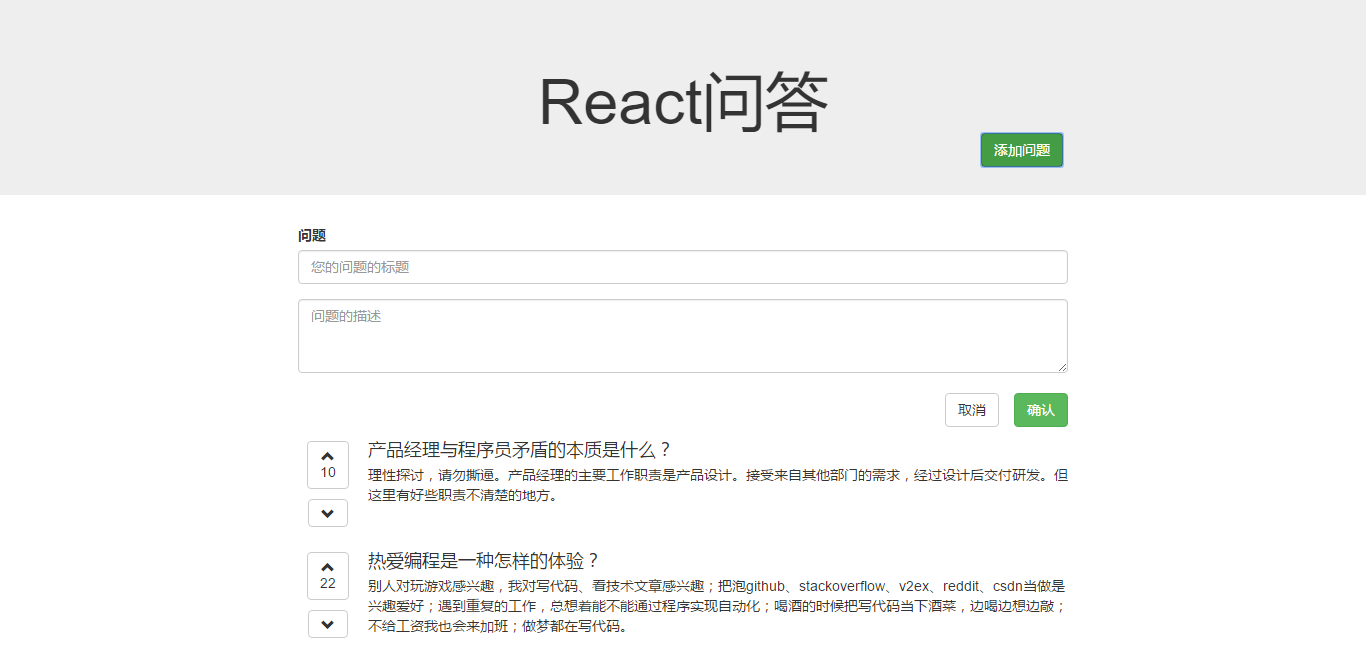 React问答
添加问题
问题
您的问题的标题
问题的描述
取消
确认
产品经理与程序员矛盾的本质是什么？
10
理性探讨，请勿撕逼。产品经理的主要工作职责是产品设计。接受来自其他部门的需求，经过设计后交付研发。但
这里有好些职责不清楚的地方。
热爱编程是一种怎样的体验？
22
别人对玩游戏感兴趣，我对写代码、看技术文章感兴趣；把泡github、stackoverflow、v2ex、reddit、csdn当做是
兴趣爱好；遇到重复的工作，总想着能不能通过程序实现自动化；喝酒的时候把写代码当下酒菜，边喝边想边敲；
不给工资我也会来加班；做梦都在写代码。